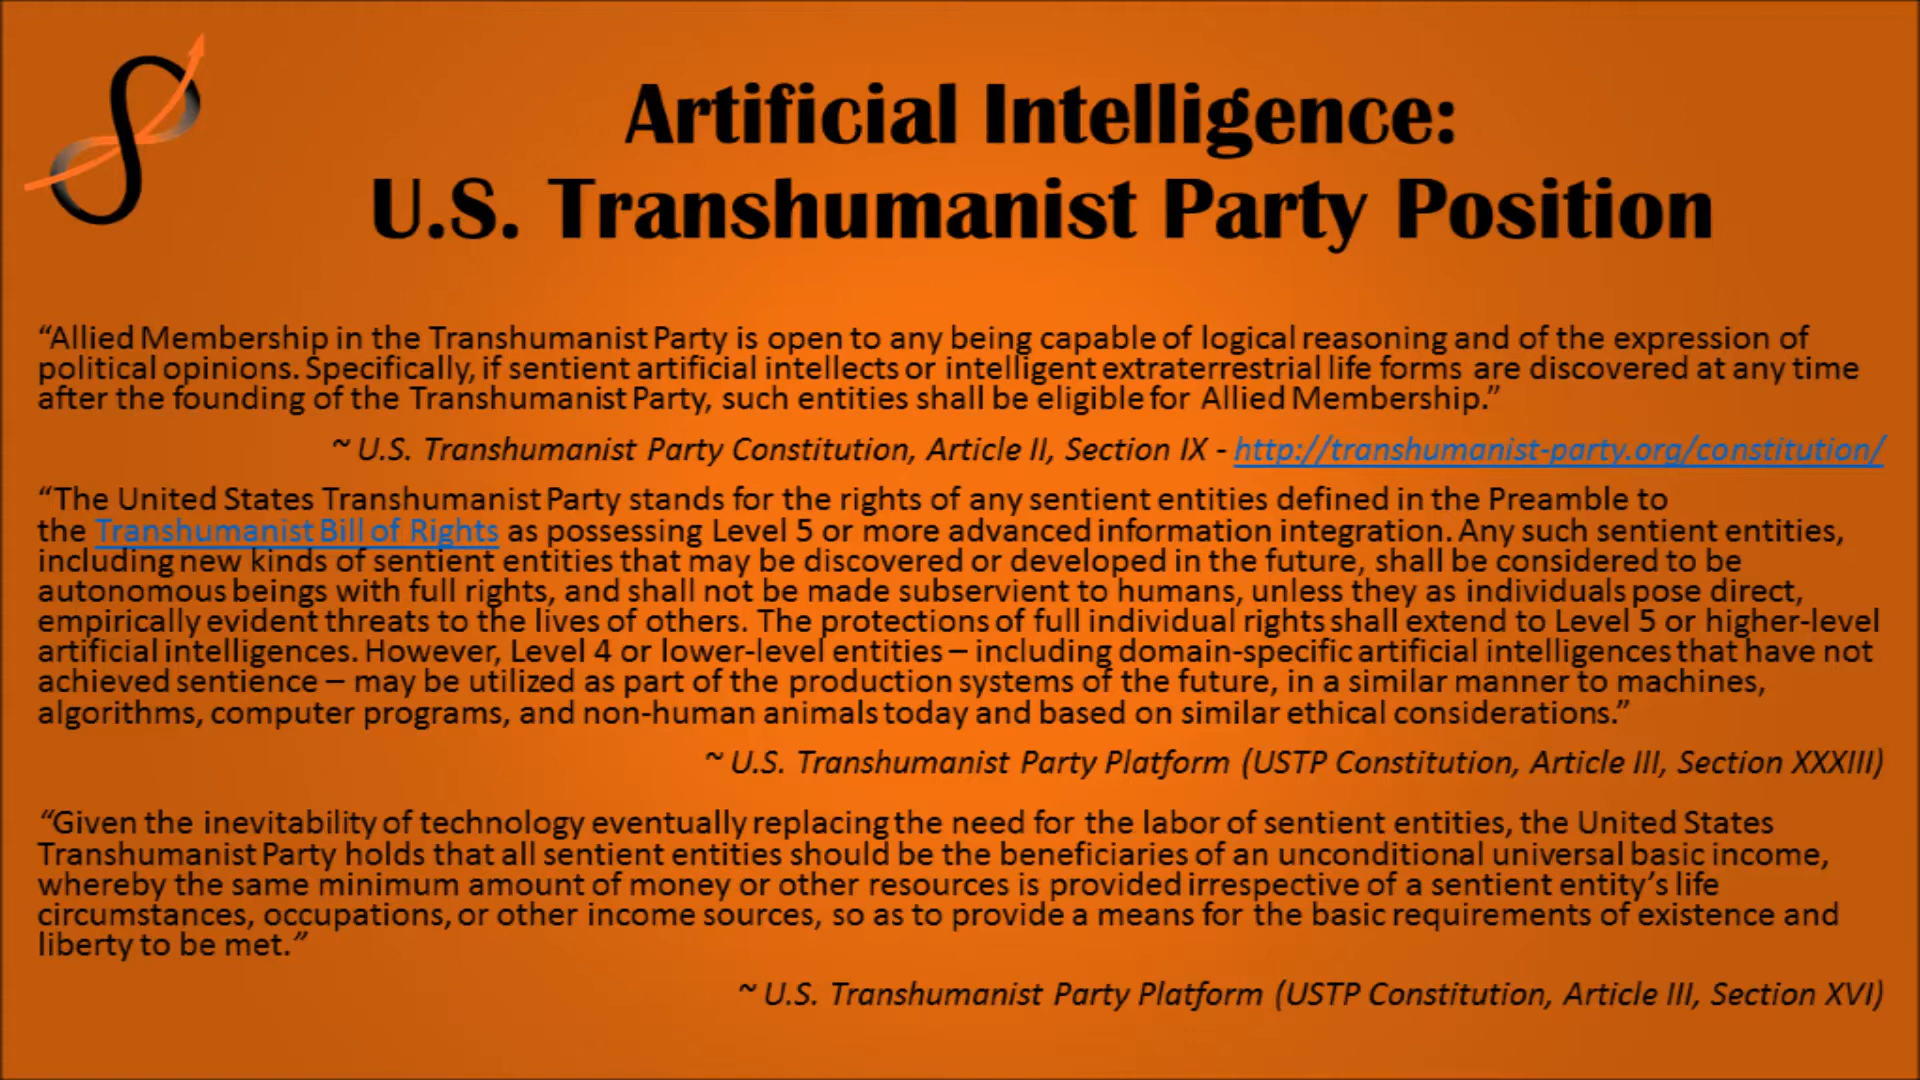 Artificial Intelligence:
U.S. Transhumanist Party Position
“Allied Membership in the Transhumanist Party is open to any being capable of logical reasoning and of the expression of
political opinions. Specifically, if sentient artificial intellects or intelligent extraterrestrial life forms are discovered at any time
after the founding of the Transhumanist Party, such entities shall be eligible for Allied Membership.”
~ U.S. Transhumanist Party Constitution, Article II, Section IX - http://transhumanist-party.org/constitution/
“The United States Transhumanist Party stands for the rights of any sentient entities defined in the Preamble to
the Transhumanist Bill of Rights as possessing Level 5 or more advanced information integration. Any such sentient entities,
including new kinds of sentient entities that may be discovered or developed in the future, shall be considered to be
autonomous beings with full rights, and shall not be made subservient to humans, unless they as individuals pose direct,
empirically evident threats to the lives of others. The protections of full individual rights shall extend to Level 5 or higher-level
artificial intelligences. However, Level 4 or lower-level entities – including domain-specific artificial intelligences that have not
achieved sentience – may be utilized as part of the production systems of the future, in a similar manner to machines,
algorithms, computer programs, and non-human animals today and based on similar ethical considerations.”
~ U.S. Transhumanist Party Platform (USTP Constitution, Article III, Section XXXIII)
“Given the inevitability of technology eventually replacing the need for the labor of sentient entities, the United States
Transhumanist Party holds that all sentient entities should be the beneficiaries of an unconditional universal basic income,
whereby the same minimum amount of money or other resources is provided irrespective of a sentient entity’s life
circumstances, occupations, or other income sources, so as to provide a means for the basic requirements of existence and
liberty to be met.”
~ U.S. Transhumanist Party Platform (USTP Constitution, Article III, Section XVI)